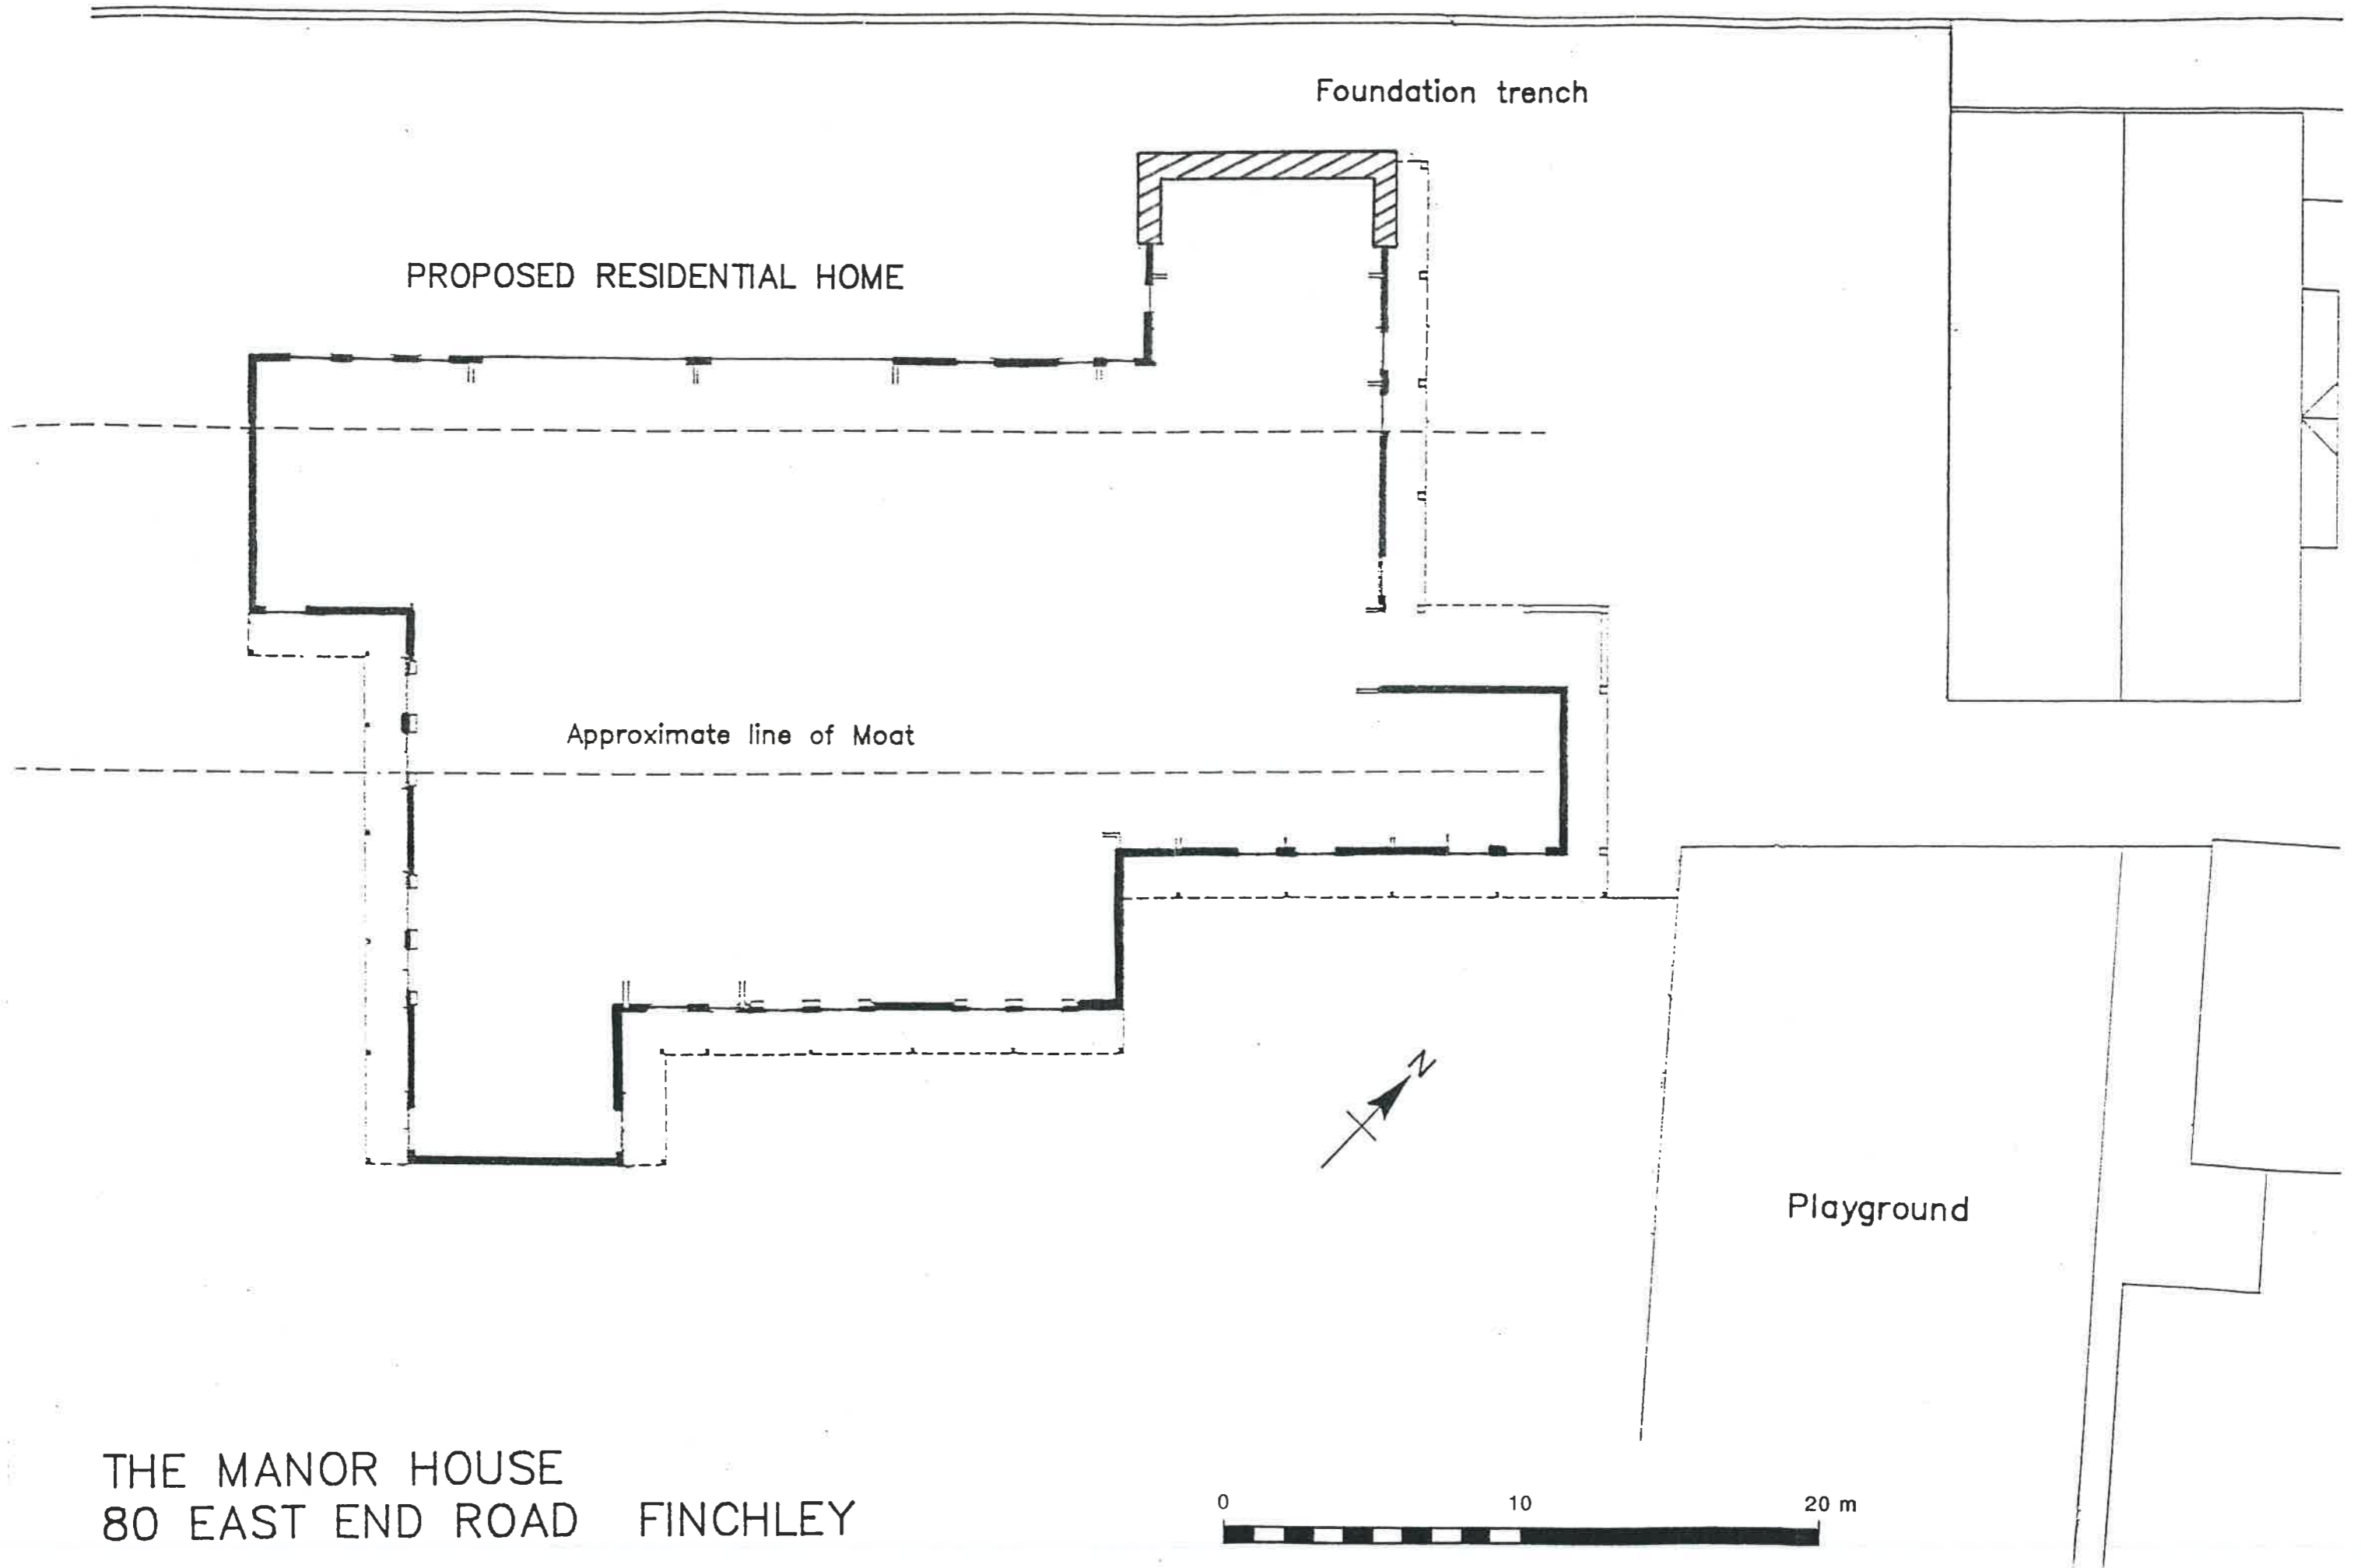 Foundation trench
PROPOSED RESIDENTIAL HOME
Approximate line of Moat
N
Playground
THE MANOR HOUSE
80 EAST END ROAD FINCHLEY
0 10 20 m